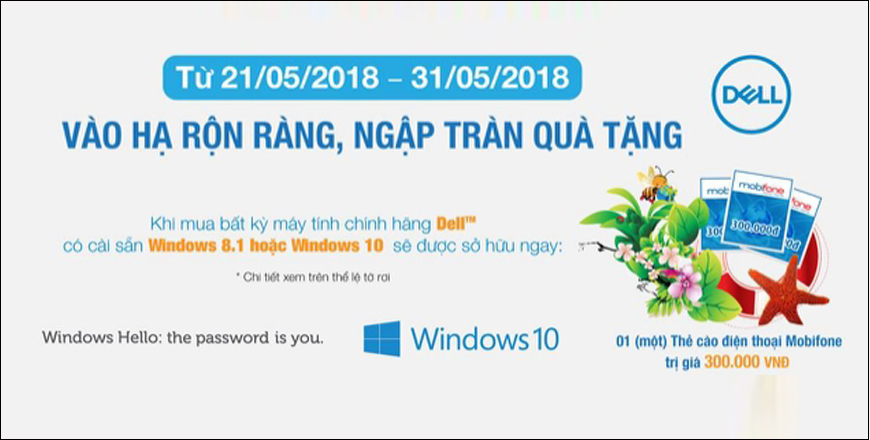 Từ 21/05/2018 – 31/05/2018
DELL
VÀO HẠ RỘN RÀNG, NGẬP TRÀN QUÀ TẶNG
mobifone
300.000đ
Khi mua bất kỳ máy tính chính hãng Dell™
có cài sẵn Windows 8.1 hoặc Windows 10 sẽ được sở hữu ngay:
* Chi tiết xem trên thể lệ tờ rơi
Windows Hello: the password is you.
Windows 10
01 (một) Thẻ cào điện thoại Mobifone
trị giá 300.000 VNĐ